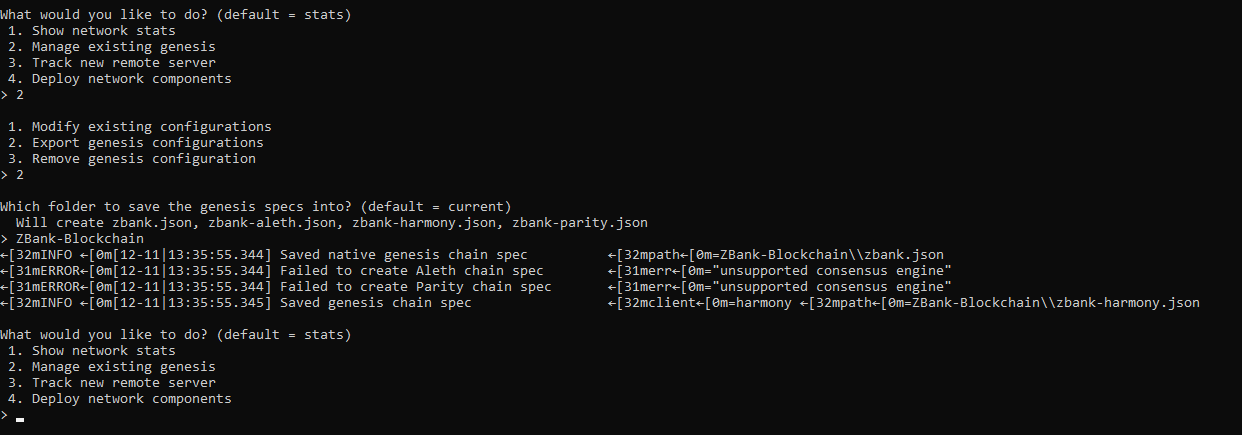 What would you like to do? (default = stats)
 1. Show network stats
 2. Manage existing genesis
 3. Track new remote server
 4. Deploy network components
> 2

 1. Modify existing configurations
 2. Export genesis configurations
 3. Remove genesis configuration
> 2

Which folder to save the genesis specs into? (default = current)
  Will create zbank.json, zbank-aleth.json, zbank-harmony.json, zbank-parity.json
> ZBank-Blockchain
←[32mINFO ←[0m[12-11|13:35:55.344] Saved native genesis chain spec          ←[32mpath←[0m=ZBank-Blockchain\\zbank.json
←[31mERROR←[0m[12-11|13:35:55.344] Failed to create Aleth chain spec        ←[31merr←[0m="unsupported consensus engine"
←[31mERROR←[0m[12-11|13:35:55.344] Failed to create Parity chain spec       ←[31merr←[0m="unsupported consensus engine"
←[32mINFO ←[0m[12-11|13:35:55.345] Saved genesis chain spec                 ←[32mclient←[0m=harmony ←[32mpath←[0m=ZBank-Blockchain\\zbank-harmony.json

What would you like to do? (default = stats)
 1. Show network stats
 2. Manage existing genesis
 3. Track new remote server
 4. Deploy network components
> _